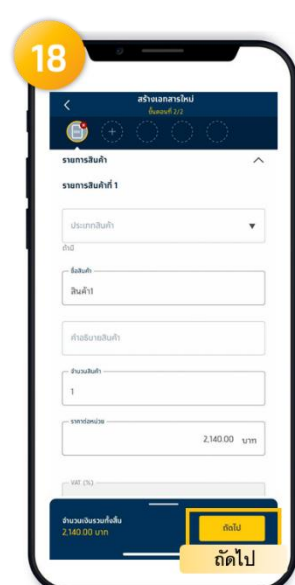 18
สร้างเอกสารใหม่
ขั้นตอนที่ 2/2
รายการสินค้า
รายการสินค้าที่ 1
ประเภทสินค้า
ถ้ามี
ชื่อสินค้า
สินค้า1
คำอธิบายสินค้า
จำนวนสินค้า
1
ราคาต่อหน่วย
2,140.00 บาท
VAT (%)
จำนวนเงินรวมทั้งสิ้น
2,140.00 บาท
ถัดไป
ถัดไป